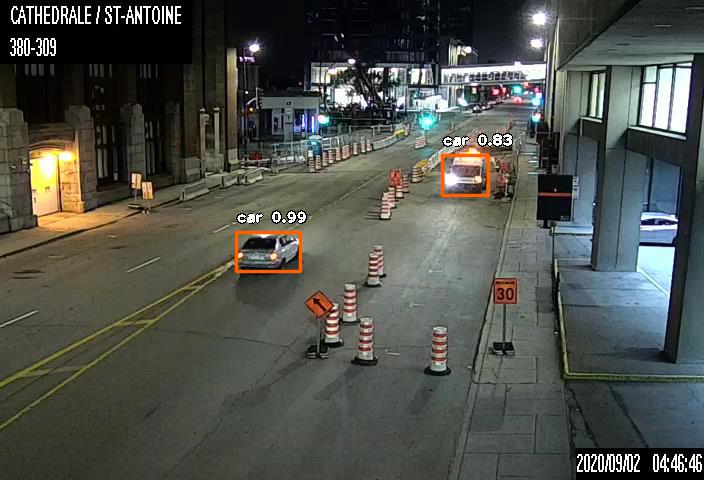 CATHEDRALE / ST-ANTOINE
380-309
car 0.83
car 0.99
30
2020/09/02 04:46:46